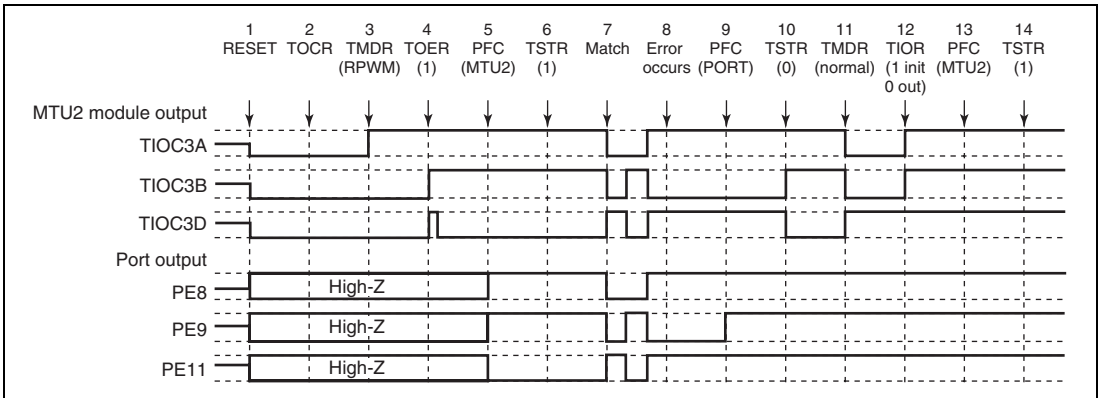 1 2 3 4 5 6 7 8 9 10 11 12 13 14
RESET TOCR TMDR TOER PFC TSTR Match Error PFC TSTR TMDR TIOR PFC TSTR
(RPWM) (1) (MTU2) (1) occurs (PORT) (0) (normal) (1 init (MTU2) (1)
0 out)
MTU2 module output
TIOC3A
TIOC3B
TIOC3D
Port output
PE8 High-Z
PE9 High-Z
PE11 High-Z